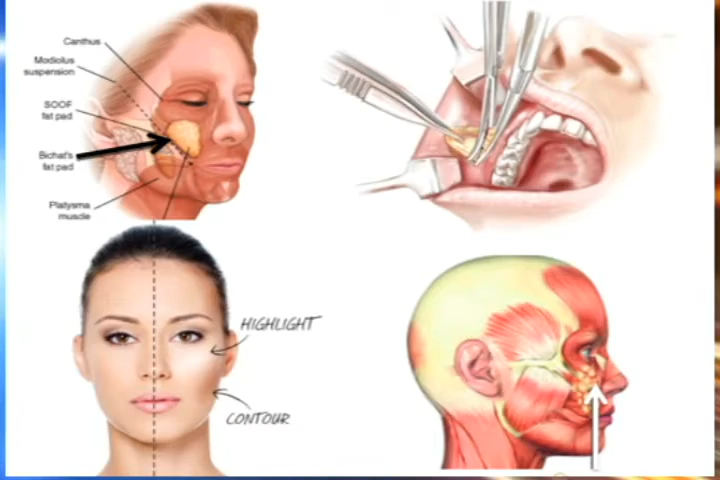 Canthus
Modiolus
suspension
SOOF
fat pad
Bichat's
fat pad
Platysma
muscle
HIGHLIGHT
CONTOUR